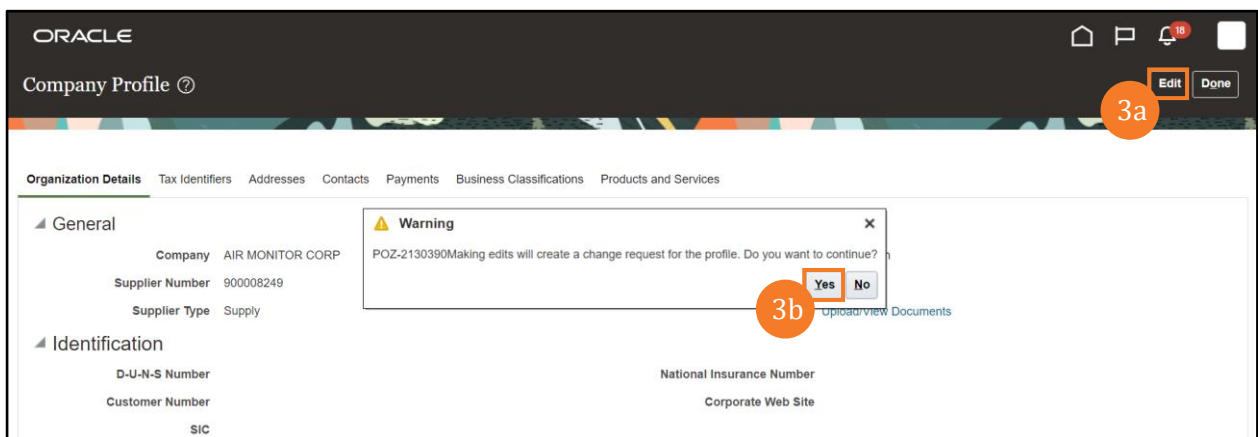 ORACLE
18
Company Profile ?
Edit Done
3a
Organization Details Tax Identifiers Addresses Contacts Payments Business Classifications Products and Services
General
Warning
Company AIR MONITOR CORP
POZ-2130390Making edits will create a change request for the profile. Do you want to continue?
Supplier Number 900008249
Yes No
3b
Supplier Type Supply
Upload/View Documents
Identification
D-U-N-S Number
National Insurance Number
Customer Number
Corporate Web Site
SIC